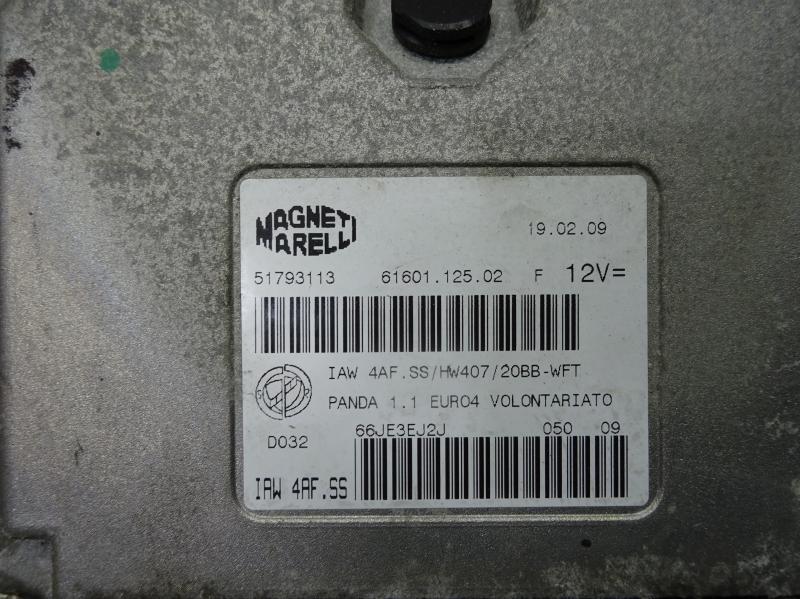 MAGNETI
MARELLI
19.02.09
51793113 61601.125.02 F 12V=
IAW 4AF.SS/HW407/20BB-WFT
PANDA 1.1 EURO4 VOLONTARIATO
D032 66JE3EJ2J 050 09
IAW 4AF.SS